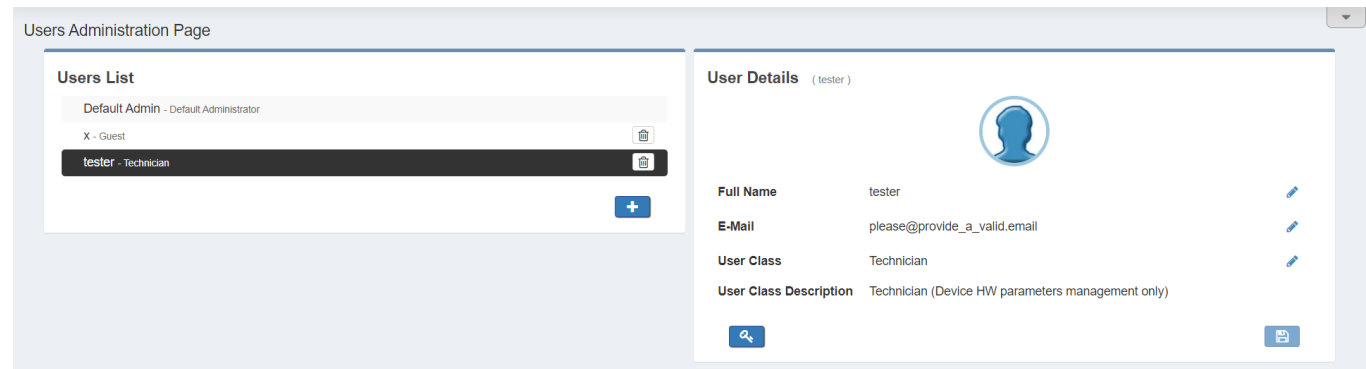 Users Administration Page
Users List
Default Admin - Default Administrator
x - Guest
tester - Technician
User Details ( tester )
Full Name tester
E-Mail please@provide_a_valid.email
User Class Technician
User Class Description Technician (Device HW parameters management only)